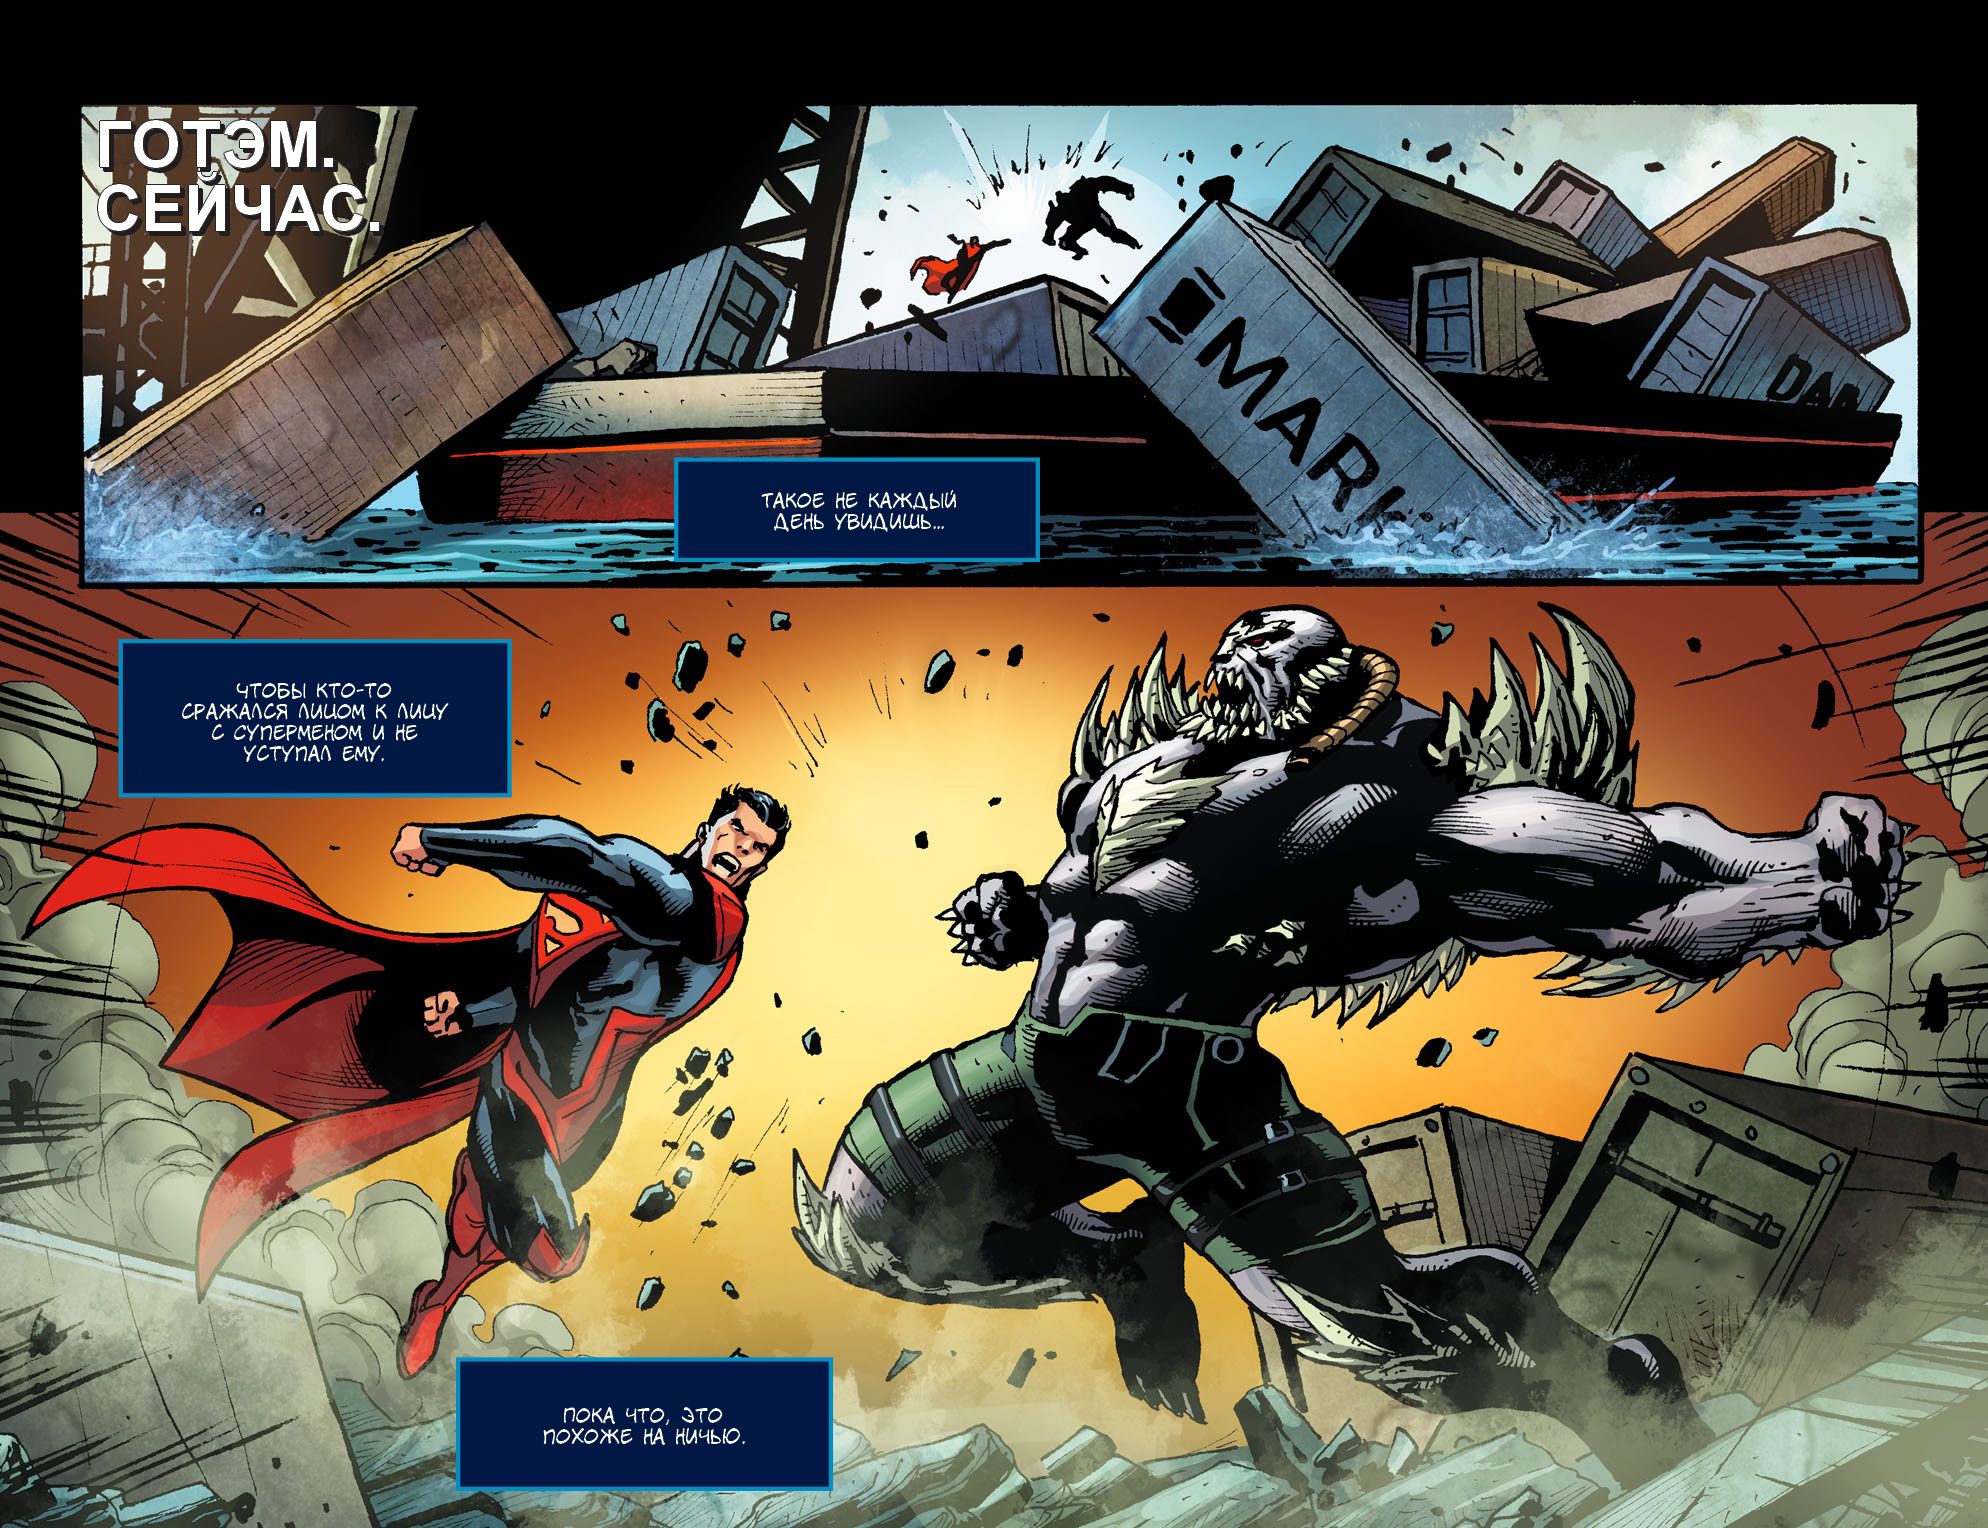 ГОТЭМ.
СЕЙЧАС.
MARI
DAN
ТАКОЕ НЕ КАЖДЫЙ
ДЕНЬ УВИДИШЬ...
ЧТОБЫ КТО-ТО
СРАЖАЛСЯ ЛИЦОМ К ЛИЦУ
С СУПЕРМЕНОМ И НЕ
УСТУПАЛ ЕМУ.
ПОКА ЧТО, ЭТО
ПОХОЖЕ НА НИЧЬЮ.